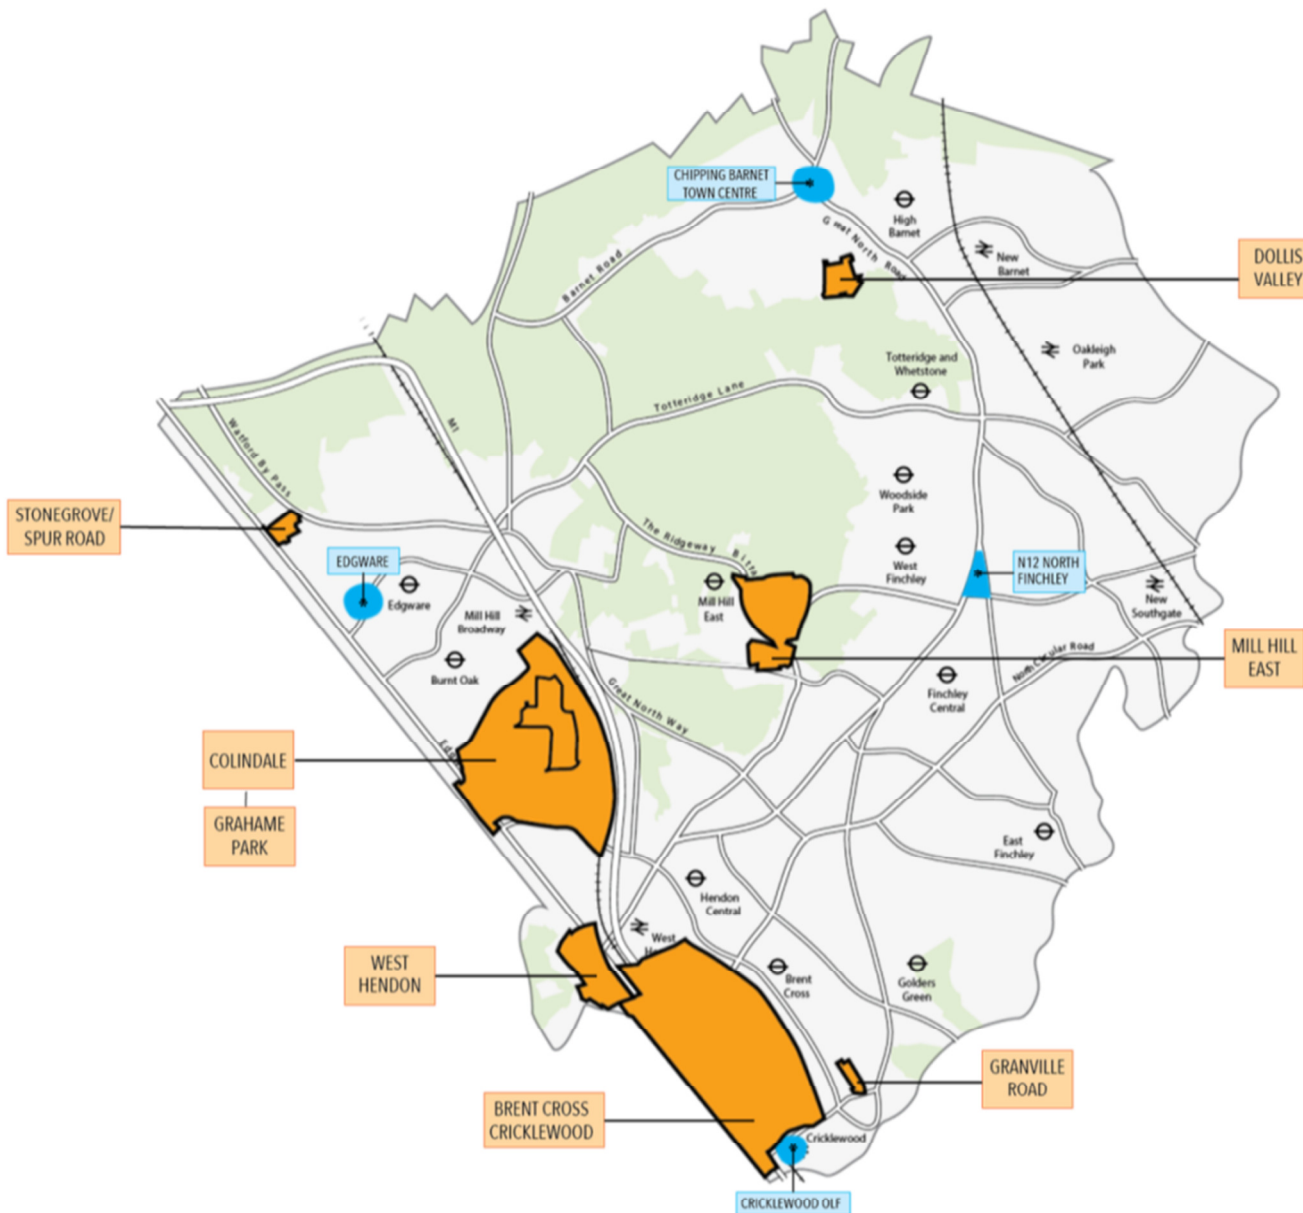 CHIPPING BARNET
TOWN CENTRE
High
Barnet
Great North Road
New
Barnet
DOLLIS
VALLEY
Barnet Road
Oakleigh
Park
Totteridge and
Whetstone
Totteridge Lane
M1
Watford By Pass
Woodside
Park
STONEGROVE/
SPUR ROAD
The Ridgeway
West
Finchley
EDGWARE
N12 NORTH
FINCHLEY
Edgware
Mill Hill
East
New
Southgate
Mill Hill
Broadway
North Circular Road
MILL HILL
EAST
Burnt Oak
Finchley
Central
Great North Way
COLINDALE
GRAHAME
PARK
East
Finchley
Hendon
Central
West
WEST
HENDON
Brent
Cross
Golders
Green
GRANVILLE
ROAD
BRENT CROSS
CRICKLEWOOD
Cricklewood
CRICKLEWOOD OLF